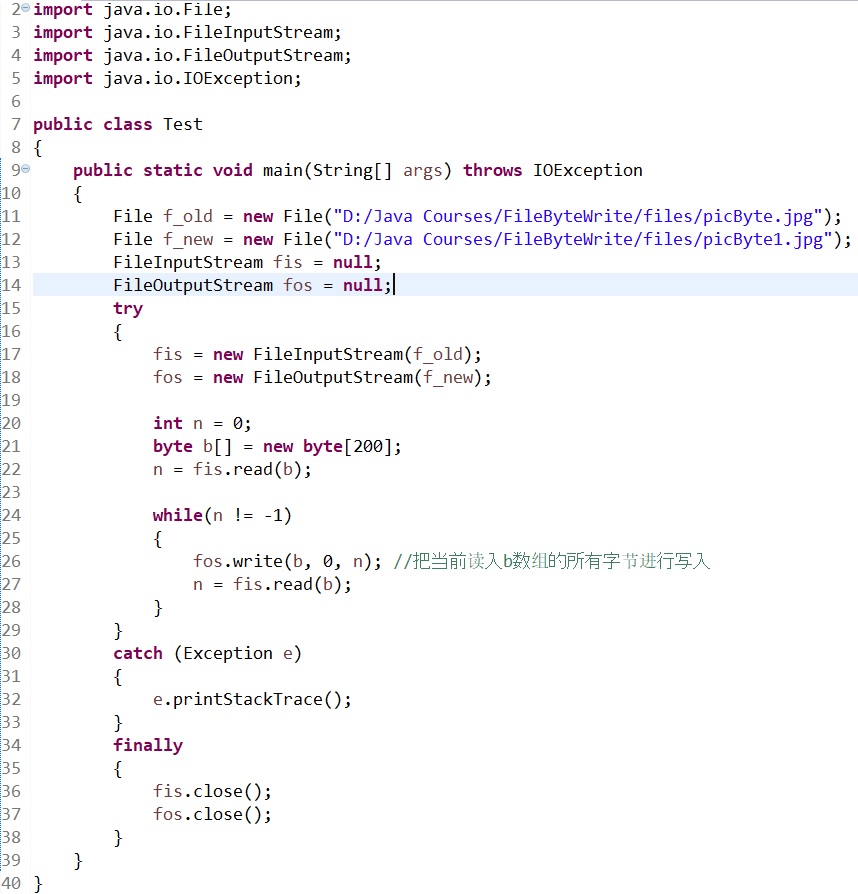 2 import java.io.File;
3 import java.io.FileInputStream;
4 import java.io.FileOutputStream;
5 import java.io.IOException;
6
7 public class Test
8 {
9     public static void main(String[] args) throws IOException
10     {
11         File f_old = new File("D:/Java Courses/FileByteWrite/files/picByte.jpg");
12         File f_new = new File("D:/Java Courses/FileByteWrite/files/picByte1.jpg");
13         FileInputStream fis = null;
14         FileOutputStream fos = null;
15         try
16         {
17             fis = new FileInputStream(f_old);
18             fos = new FileOutputStream(f_new);
19
20             int n = 0;
21             byte b[] = new byte[200];
22             n = fis.read(b);
23
24             while(n != -1)
25             {
26                 fos.write(b, 0, n); //把当前读入b数组的所有字节进行写入
27                 n = fis.read(b);
28             }
29         }
30         catch (Exception e)
31         {
32             e.printStackTrace();
33         }
34         finally
35         {
36             fis.close();
37             fos.close();
38         }
39     }
40 }